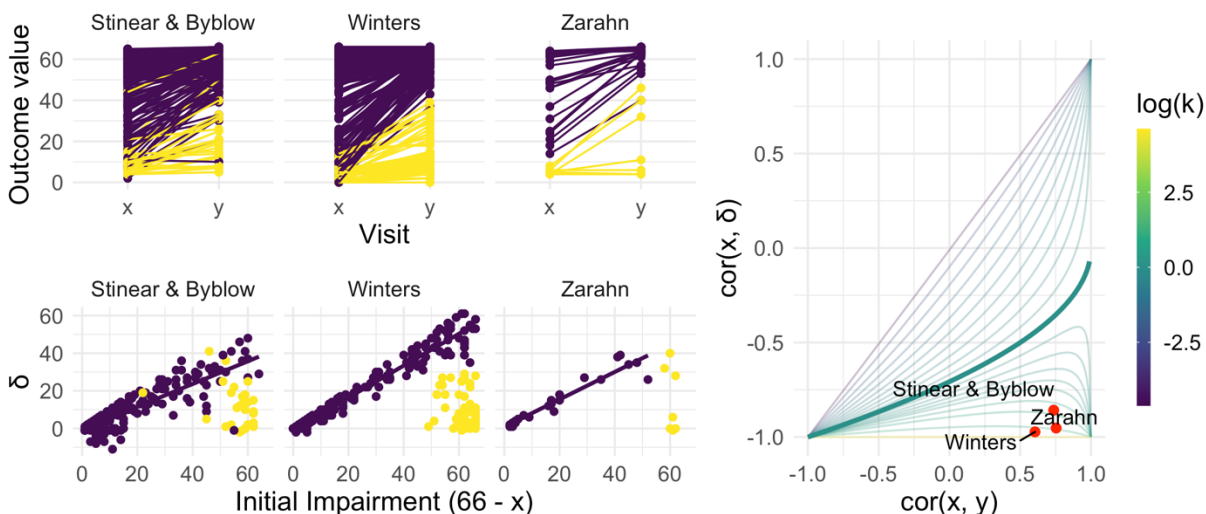 Stinear & Byblow
Winters
Zarahn
Outcome value
60
40
20
0
x
y
x
y
x
y
Visit
Stinear & Byblow
Winters
Zarahn
δ
60
40
20
0
0 20 40 60
0 20 40 60
0 20 40 60
Initial Impairment (66 - x)
cor(x, δ)
1.0
0.5
0.0
-0.5
-1.0
Stinear & Byblow
Zarahn
Winters
-1.0 -0.5 0.0 0.5 1.0
cor(x, y)
log(k)
2.5
0.0
-2.5